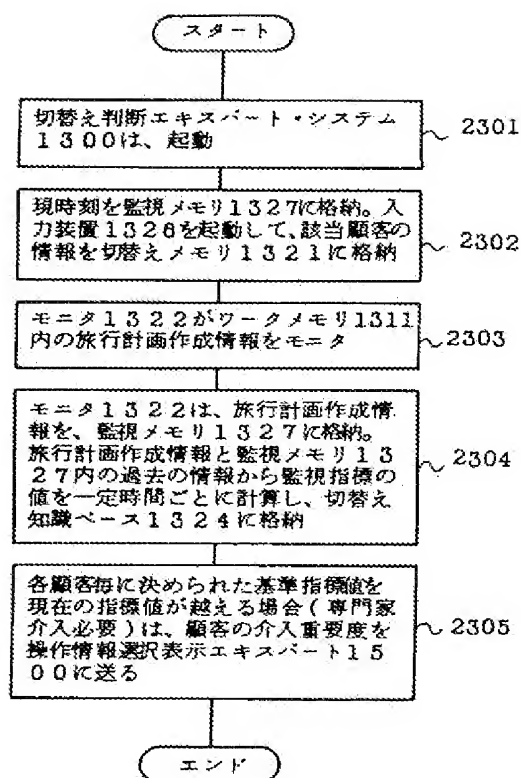 スタート
切替え判断エキスパート・システム
1300は、起動
2301
現時刻を監視メモリ1327に格納。入
力装置1326を起動して、該当顧客の
情報を切替えメモリ1321に格納
2302
モニタ1322がワークメモリ1311
内の旅行計画作成情報をモニタ
2303
モニタ1322は、旅行計画作成情
報を、監視メモリ1327に格納。
旅行計画作成情報と監視メモリ13
27内の過去の情報から監視指標の
値を一定時間ごとに計算し、切替え
知識ベース1324に格納
2304
各顧客毎に決められた基準指標値を
現在の指標値が越える場合(専門家
介入必要)は、顧客の介入重要度を
操作情報選択表示エキスパート15
00に送る
2305
エンド